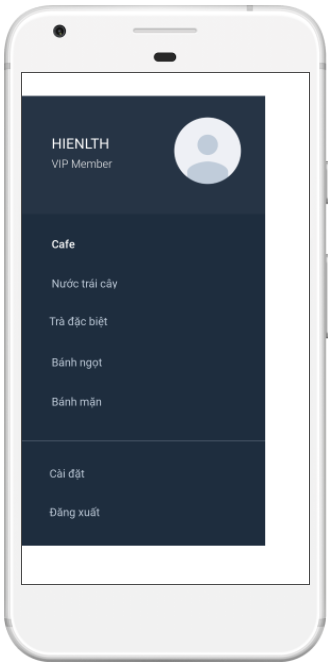 HIENLTH
VIP Member
Cafe
Nước trái cây
Trà đặc biệt
Bánh ngọt
Bánh mặn
Cài đặt
Đăng xuất